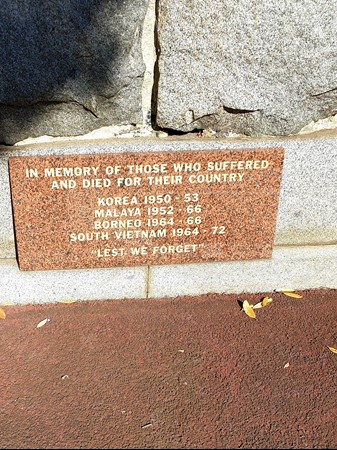 IN MEMORY OF THOSE WHO SUFFERED
AND DIED FOR THEIR COUNTRY
KOREA 1950 - 53
MALAYA 1952 - 66
BORNEO 1964 - 66
SOUTH VIETNAM 1964 - 72
"LEST WE FORGET"